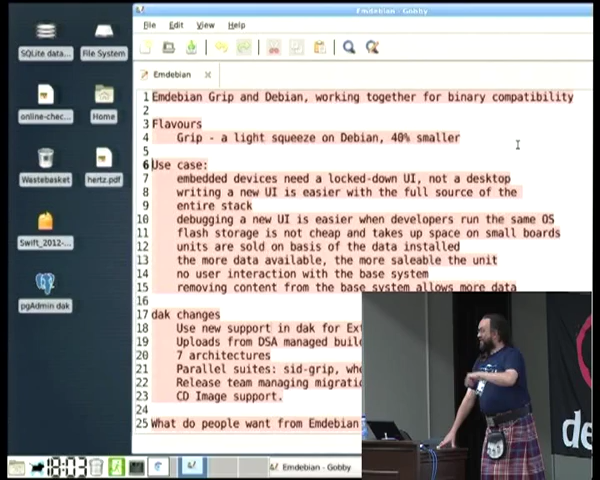 Emdebian - Gobby
File Edit View Help
Emdebian
SQLite data...
File System
online-chec...
Home
Wastebasket
hertz.pdf
Swift_2012-...
pgAdmin dak
1 Emdebian Grip and Debian, working together for binary compatibility
2
3 Flavours
4 Grip - a light squeeze on Debian, 40% smaller
5
6 Use case:
7 embedded devices need a locked-down UI, not a desktop
8 writing a new UI is easier with the full source of the
9 entire stack
10 debugging a new UI is easier when developers run the same OS
11 flash storage is not cheap and takes up space on small boards
12 units are sold on basis of the data installed
13 the more data available, the more saleable the unit
14 no user interaction with the base system
15 removing content from the base system allows more data
16
17 dak changes
18 Use new support in dak for Ext
19 Uploads from DSA managed buil
20 7 architectures
21 Parallel suites: sid-grip, whe
22 Release team managing migratio
23 CD Image support.
24
25 What do people want from Emdebian
de
18:03
Emdebian - Gobby